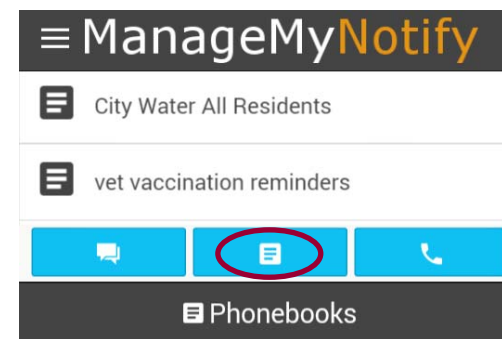 ManageMyNotify
City Water All Residents
vet vaccination reminders
Phonebooks